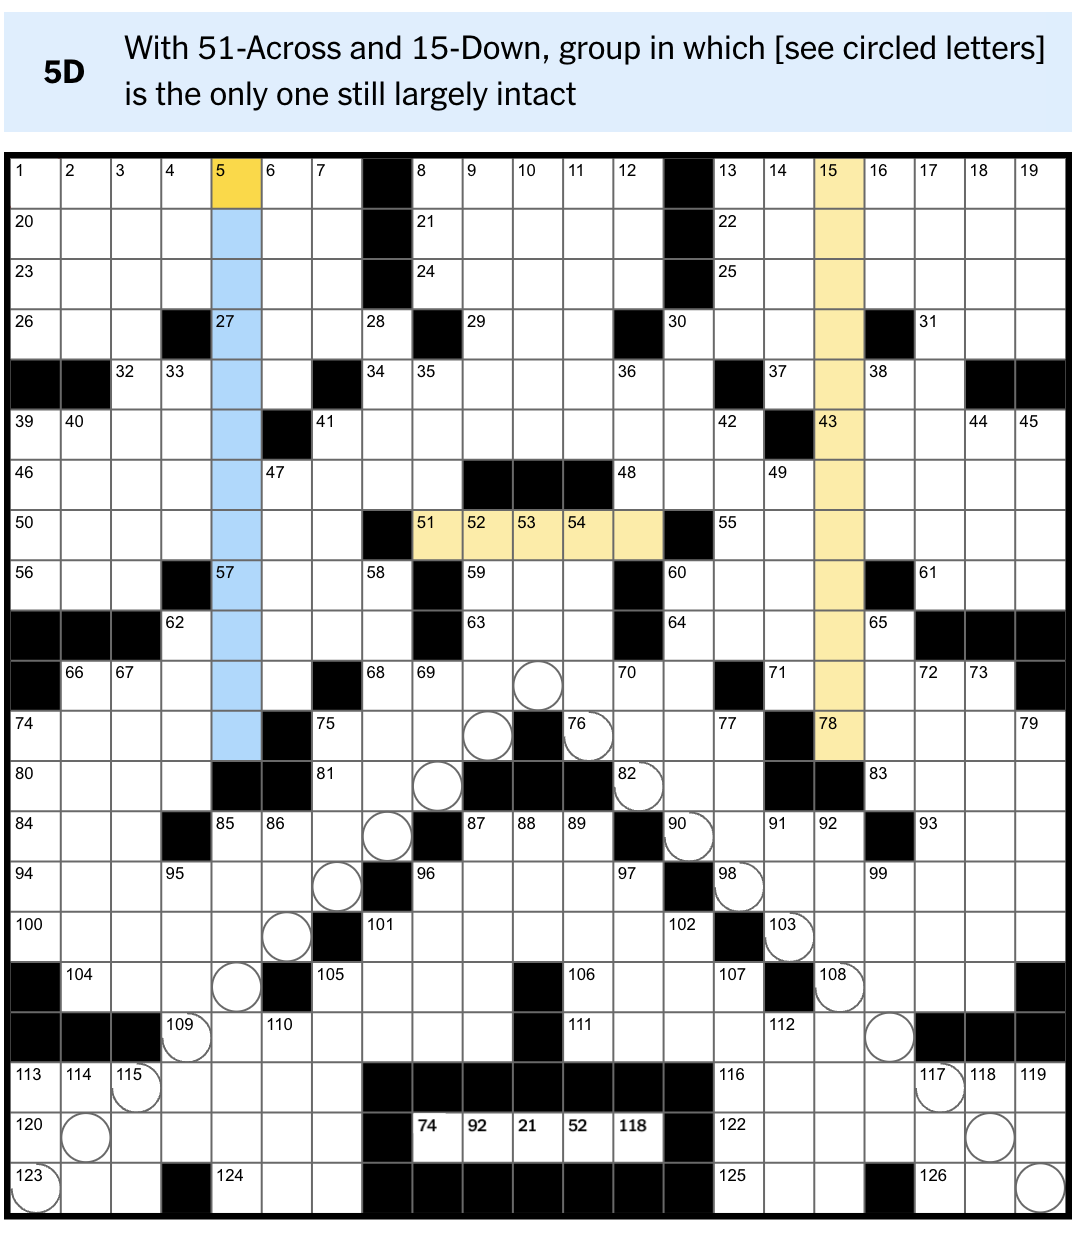 5D
With 51-Across and 15-Down, group in which [see circled letters]
is the only one still largely intact
1 2 3 4 5 6 7 8 9 10 11 12 13 14 15 16 17 18 19
20 21 22
23 24 25
26 27 28 29 30 31
32 33 34 35 36 37 38
39 40 41 42 43 44 45
46 47 48 49
50 51 52 53 54 55
56 57 58 59 60 61
62 63 64 65
66 67 68 69 70 71 72 73
74 75 76 77 78 79
80 81 82 83
84 85 86 87 88 89 90 91 92 93
94 95 96 97 98 99
100 101 102 103
104 105 106 107 108
109 110 111 112
113 114 115 116 117 118 119
120 74 92 21 52 118 122
123 124 125 126